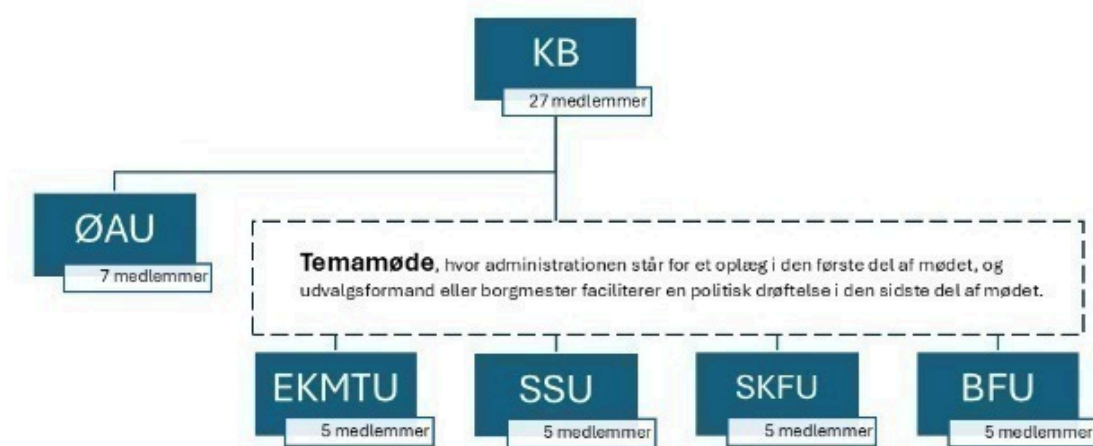 KB
27 medlemmer
ØAU
7 medlemmer
Temamøde, hvor administrationen står for et oplæg i den første del af mødet, og
udvalgsformand eller borgmester faciliterer en politisk drøftelse i den sidste del af mødet.
EKMTU
5 medlemmer
SSU
5 medlemmer
SKFU
5 medlemmer
BFU
5 medlemmer